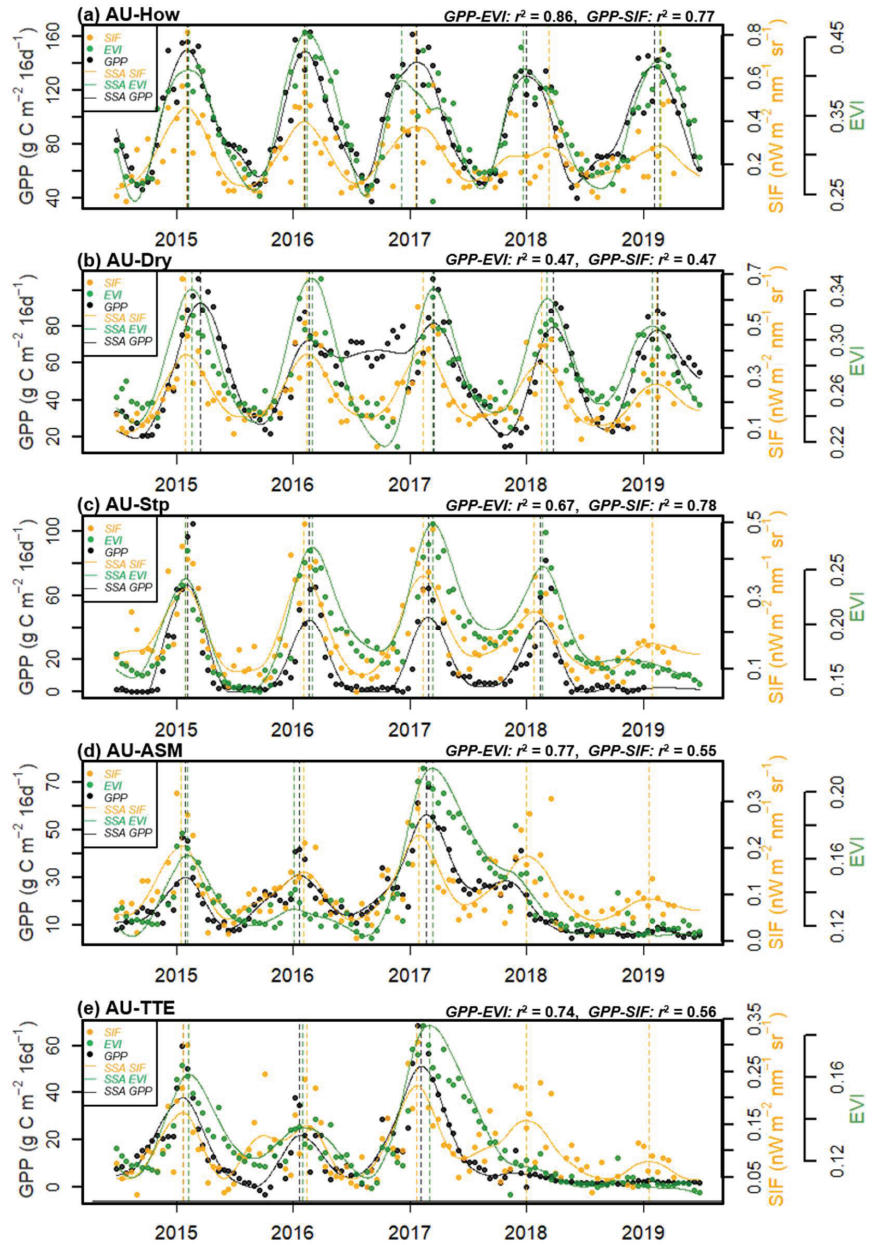 (a) AU-How
GPP-EVI: r² = 0.86, GPP-SIF: r² = 0.77
SIF
EVI
GPP
SSA SIF
SSA EVI
SSA GPP
GPP (g C m⁻² 16d⁻¹)
40 80 120 160
2015 2016 2017 2018 2019
0.2 0.4 0.6 0.8
SIF (nW m⁻² nm⁻¹ sr⁻¹)
0.25 0.30 0.35 0.40 0.45
EVI
(b) AU-Dry
GPP-EVI: r² = 0.47, GPP-SIF: r² = 0.47
SIF
EVI
GPP
SSA SIF
SSA EVI
SSA GPP
GPP (g C m⁻² 16d⁻¹)
20 40 60 80
2015 2016 2017 2018 2019
0.1 0.3 0.5 0.7
SIF (nW m⁻² nm⁻¹ sr⁻¹)
0.22 0.26 0.30 0.34
EVI
(c) AU-Stp
GPP-EVI: r² = 0.67, GPP-SIF: r² = 0.78
SIF
EVI
GPP
SSA SIF
SSA EVI
SSA GPP
GPP (g C m⁻² 16d⁻¹)
0 20 40 60 80 100
2015 2016 2017 2018 2019
0.1 0.2 0.3 0.4 0.5
SIF (nW m⁻² nm⁻¹ sr⁻¹)
0.15 0.20 0.25
EVI
(d) AU-ASM
GPP-EVI: r² = 0.77, GPP-SIF: r² = 0.55
SIF
EVI
GPP
SSA SIF
SSA EVI
SSA GPP
GPP (g C m⁻² 16d⁻¹)
10 30 50 70
2015 2016 2017 2018 2019
0.0 0.1 0.2 0.3
SIF (nW m⁻² nm⁻¹ sr⁻¹)
0.12 0.16 0.20
EVI
(e) AU-TTE
GPP-EVI: r² = 0.74, GPP-SIF: r² = 0.56
SIF
EVI
GPP
SSA SIF
SSA EVI
SSA GPP
GPP (g C m⁻² 16d⁻¹)
0 20 40 60
2015 2016 2017 2018 2019
0.05 0.15 0.25 0.35
SIF (nW m⁻² nm⁻¹ sr⁻¹)
0.12 0.16
EVI